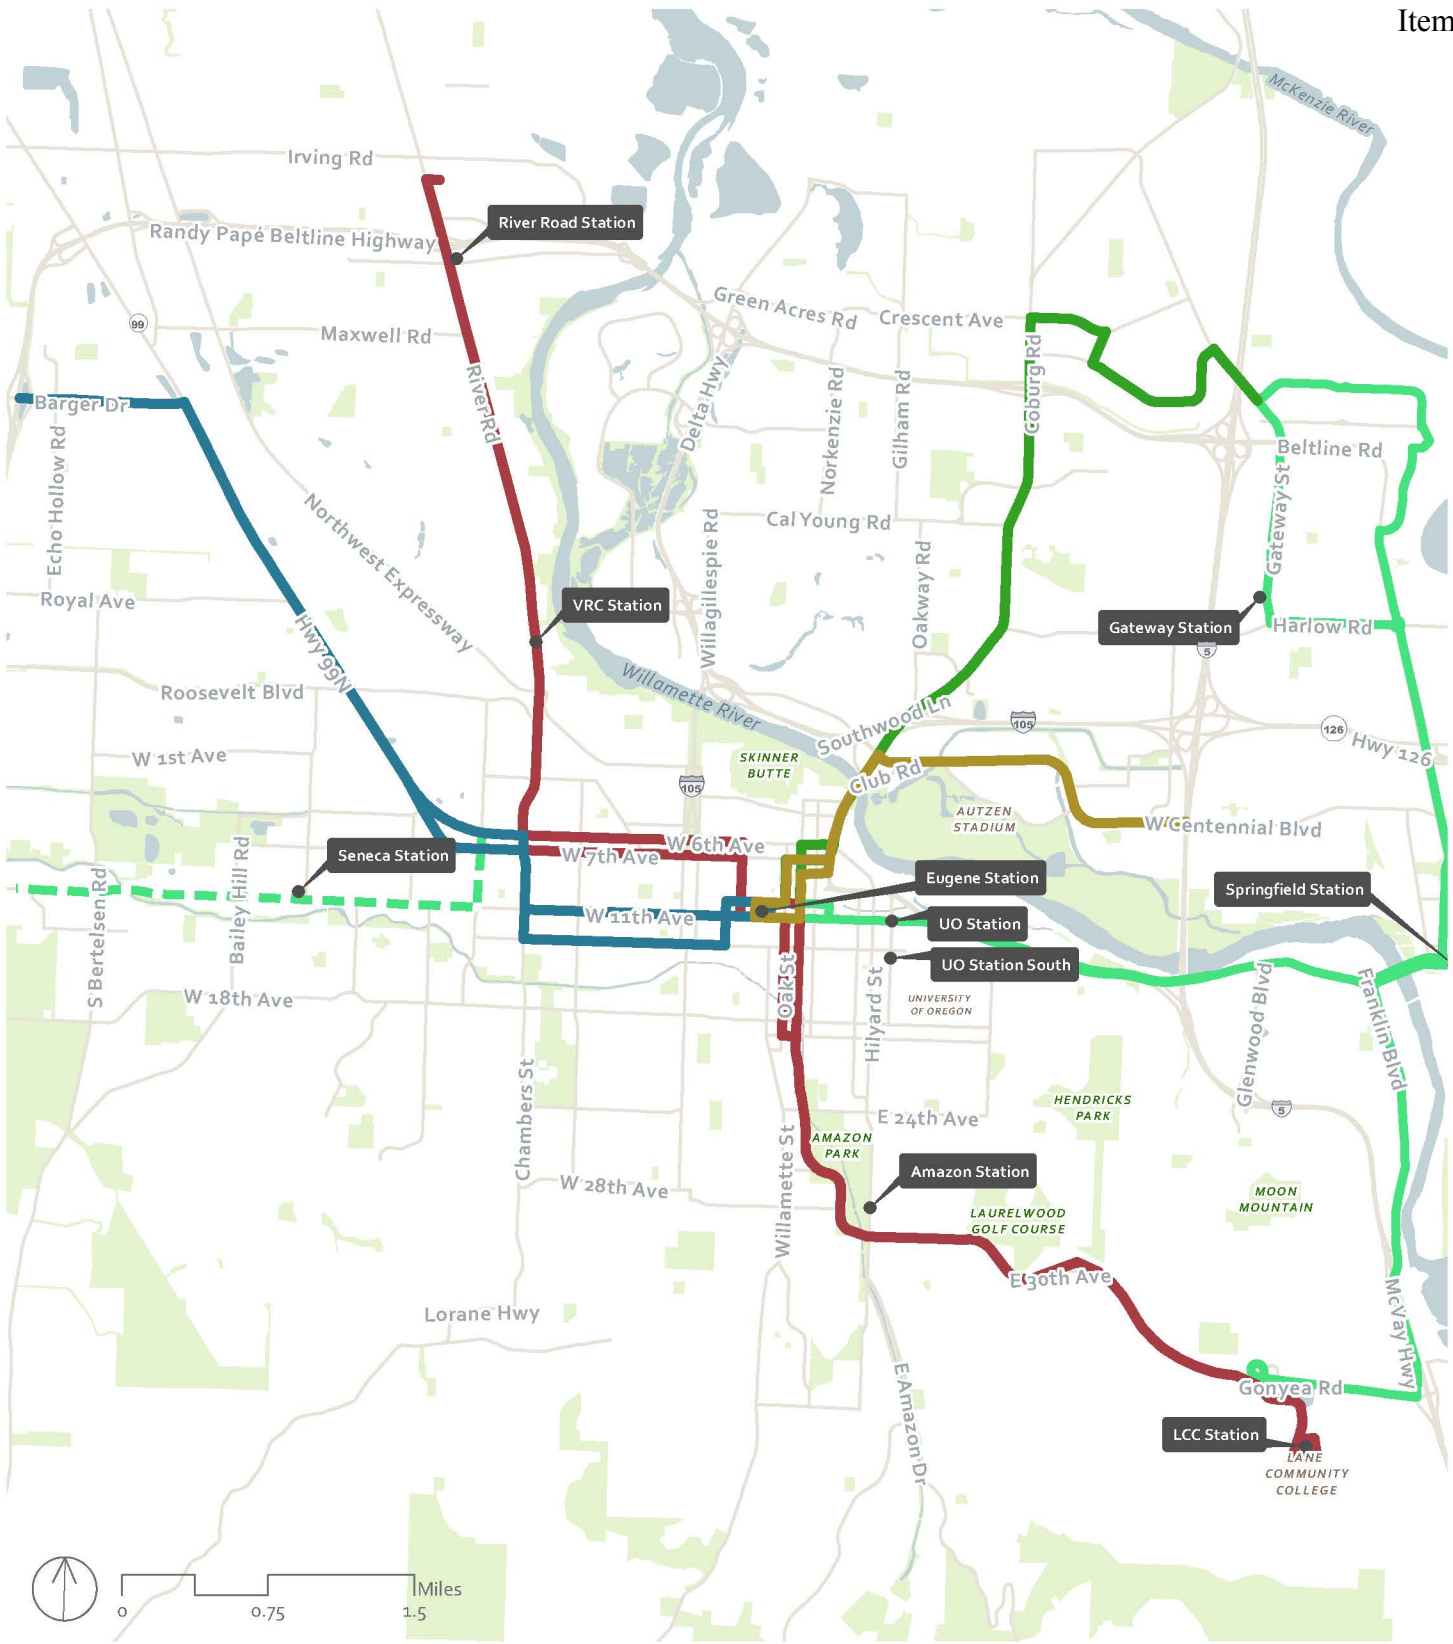 Item
McKenzie River
Irving Rd
River Road Station
Randy Papé Beltline Highway
Green Acres Rd
Crescent Ave
99
Maxwell Rd
Coburg Rd
River Rd
Delta Hwy
Norkenzie Rd
Gilham Rd
Barger Dr
Beltline Rd
Echo Hollow Rd
Northwest Expressway
Cal Young Rd
Gateway St
Willagillespie Rd
Oakway Rd
Royal Ave
VRC Station
Gateway Station
Harlow Rd
5
Hwy 99N
Roosevelt Blvd
Willamette River
Southwood Ln
105
126
Hwy 126
W 1st Ave
SKINNER
BUTTE
Club Rd
105
AUTZEN
STADIUM
W Centennial Blvd
W 6th Ave
W 7th Ave
Seneca Station
Bailey Hill Rd
S Bertelsen Rd
Eugene Station
Springfield Station
W 11th Ave
UO Station
UO Station South
W 18th Ave
Oak St
Hilyard St
UNIVERSITY
OF OREGON
Glenwood Blvd
Franklin Blvd
Chambers St
E 24th Ave
HENDRICKS
PARK
5
AMAZON
PARK
Willamette St
W 28th Ave
Amazon Station
MOON
MOUNTAIN
LAURELWOOD
GOLF COURSE
E 30th Ave
McVay Hwy
Lorane Hwy
E Amazon Dr
Gonyea Rd
LCC Station
LANE
COMMUNITY
COLLEGE
Miles
0
0.75
1.5